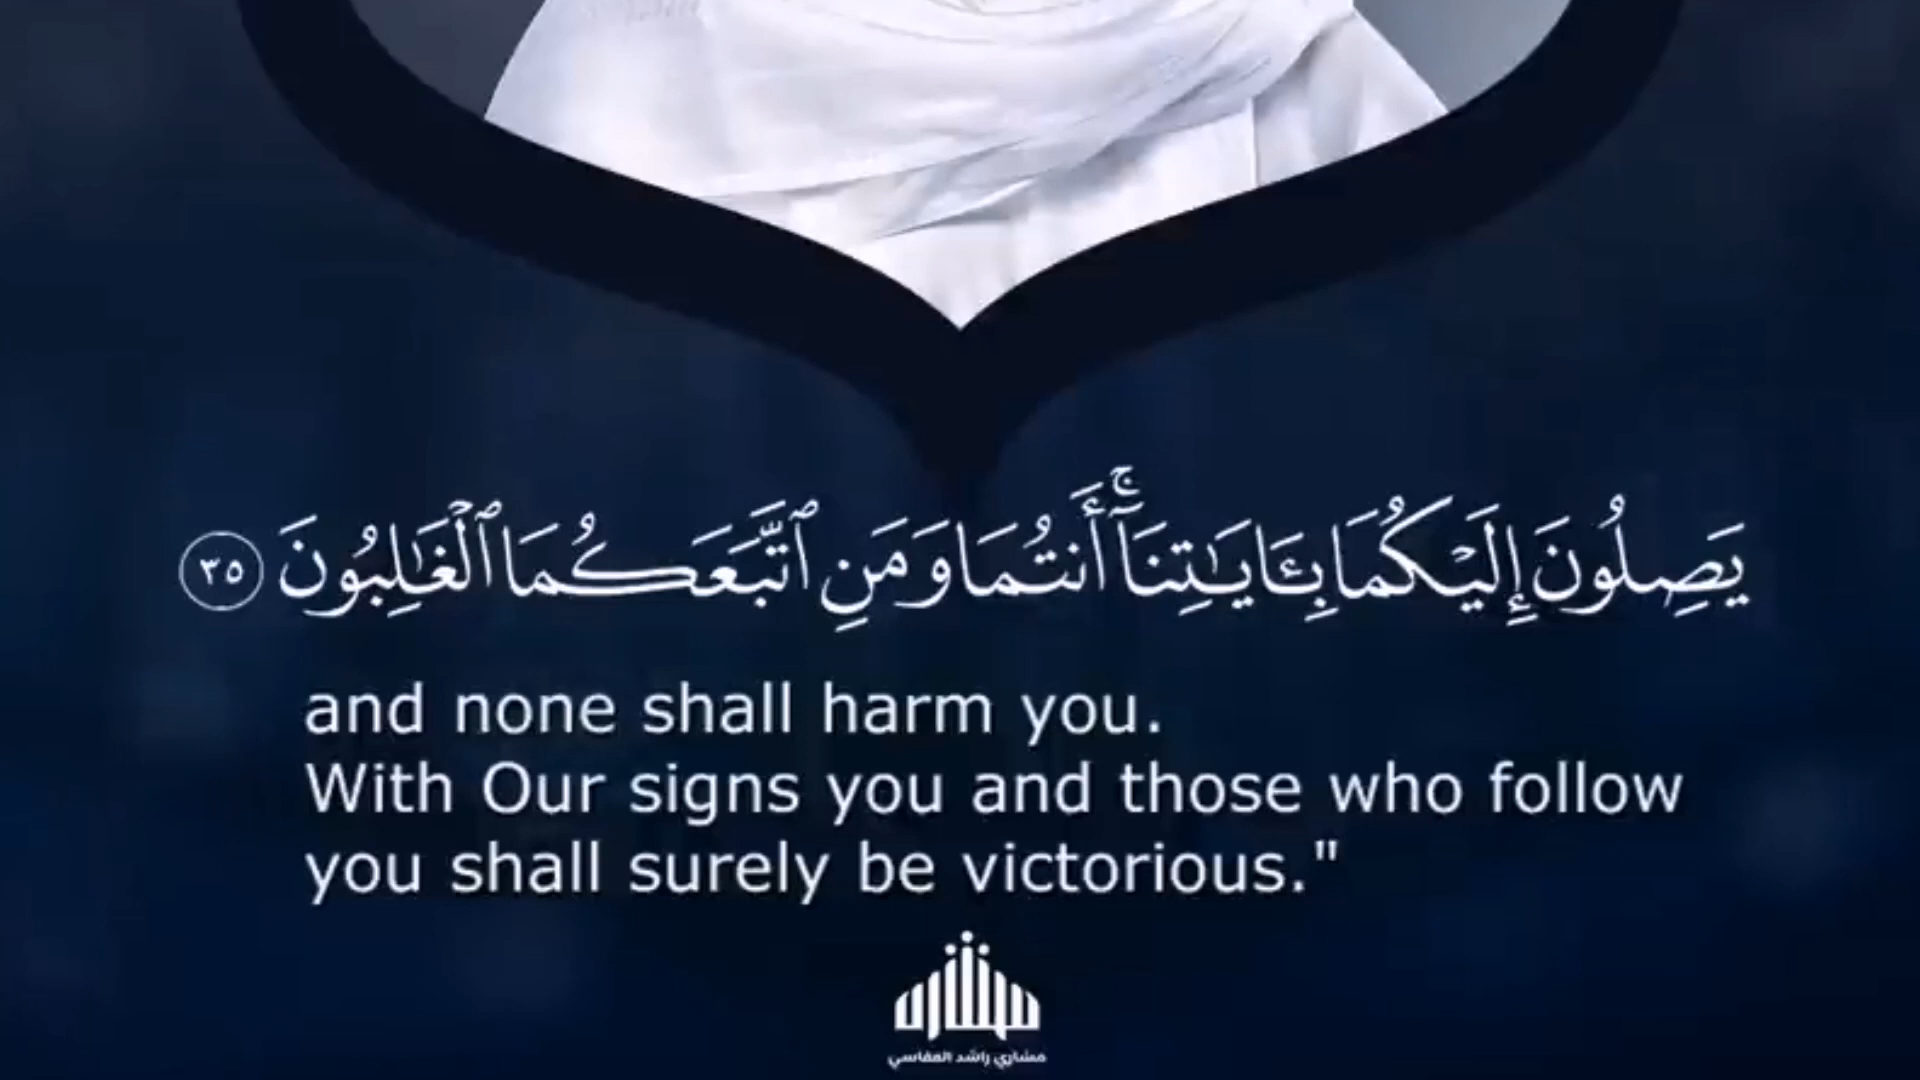 يَصِلُونَ إِلَيْكُمَا بِـَٔايَـٰتِنَآ ۚ أَنتُمَا وَمَنِ ٱتَّبَعَكُمَا ٱلْغَـٰلِبُونَ ٣٥
and none shall harm you.
With Our signs you and those who follow
you shall surely be victorious."
مشاري راشد العفاسي